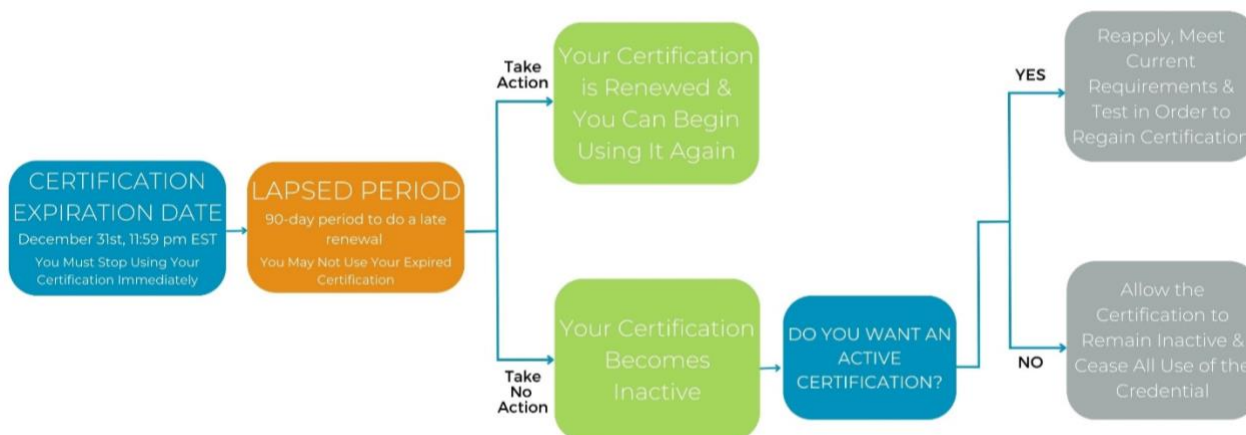 CERTIFICATION
EXPIRATION DATE
December 31st, 11:59 pm EST
You Must Stop Using Your
Certification Immediately
LAPSED PERIOD
90-day period to do a late
renewal
You May Not Use Your Expired
Certification
Take
Action
Your Certification
is Renewed &
You Can Begin
Using It Again
Take
No
Action
Your Certification
Becomes
Inactive
DO YOU WANT AN
ACTIVE
CERTIFICATION?
YES
Reapply, Meet
Current
Requirements &
Test in Order to
Regain Certification
NO
Allow the
Certification to
Remain Inactive &
Cease All Use of the
Credential